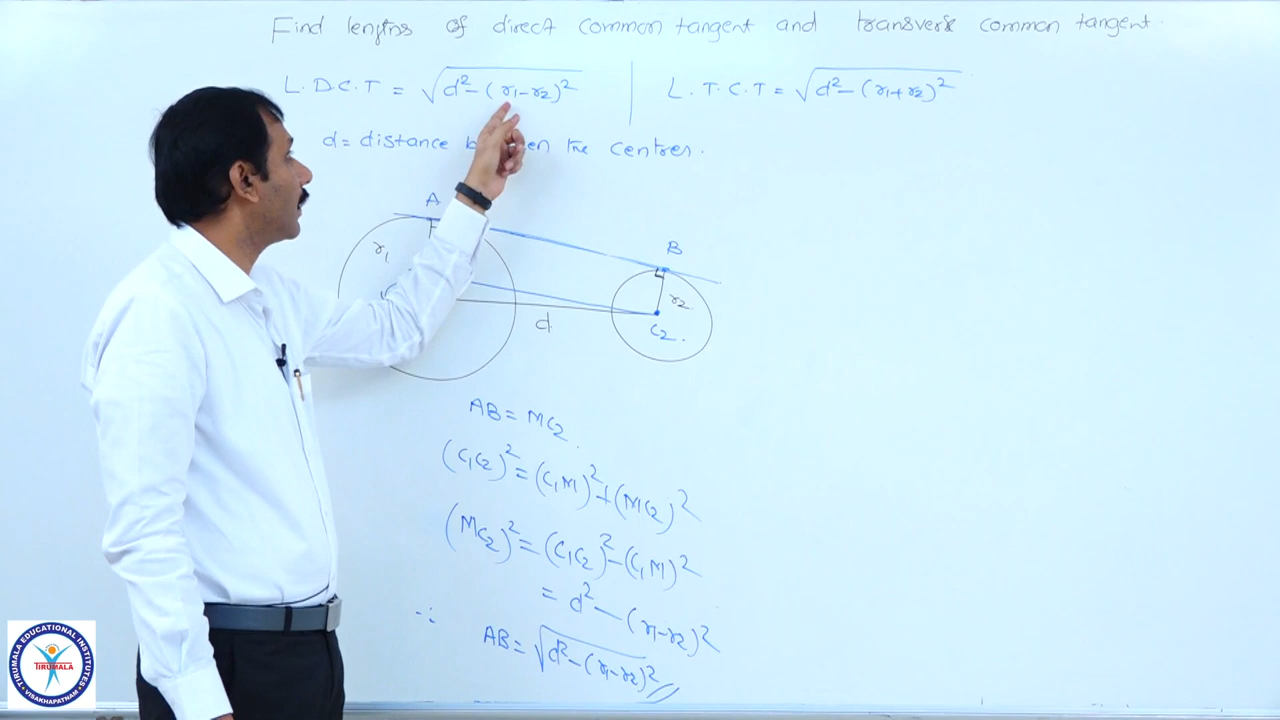 Find lengths of direct common tangent and transverse common tangent.
L.D.C.T = √d²-(r1-r2)²
L.T.C.T = √d²-(r1+r2)²
d = distance the centres.
A
r1
B
r2
C2.
d
AB = MC2.
(C1C2)² = (C1M)² + (MC2)²
(MC2)² = (C1C2)² - (C1M)²
= d² - (r1-r2)²
∴ AB = √d²-(r1-r2)² //
TIRUMALA EDUCATIONAL INSTITUTES
TIRUMALA
VISAKHAPATNAM